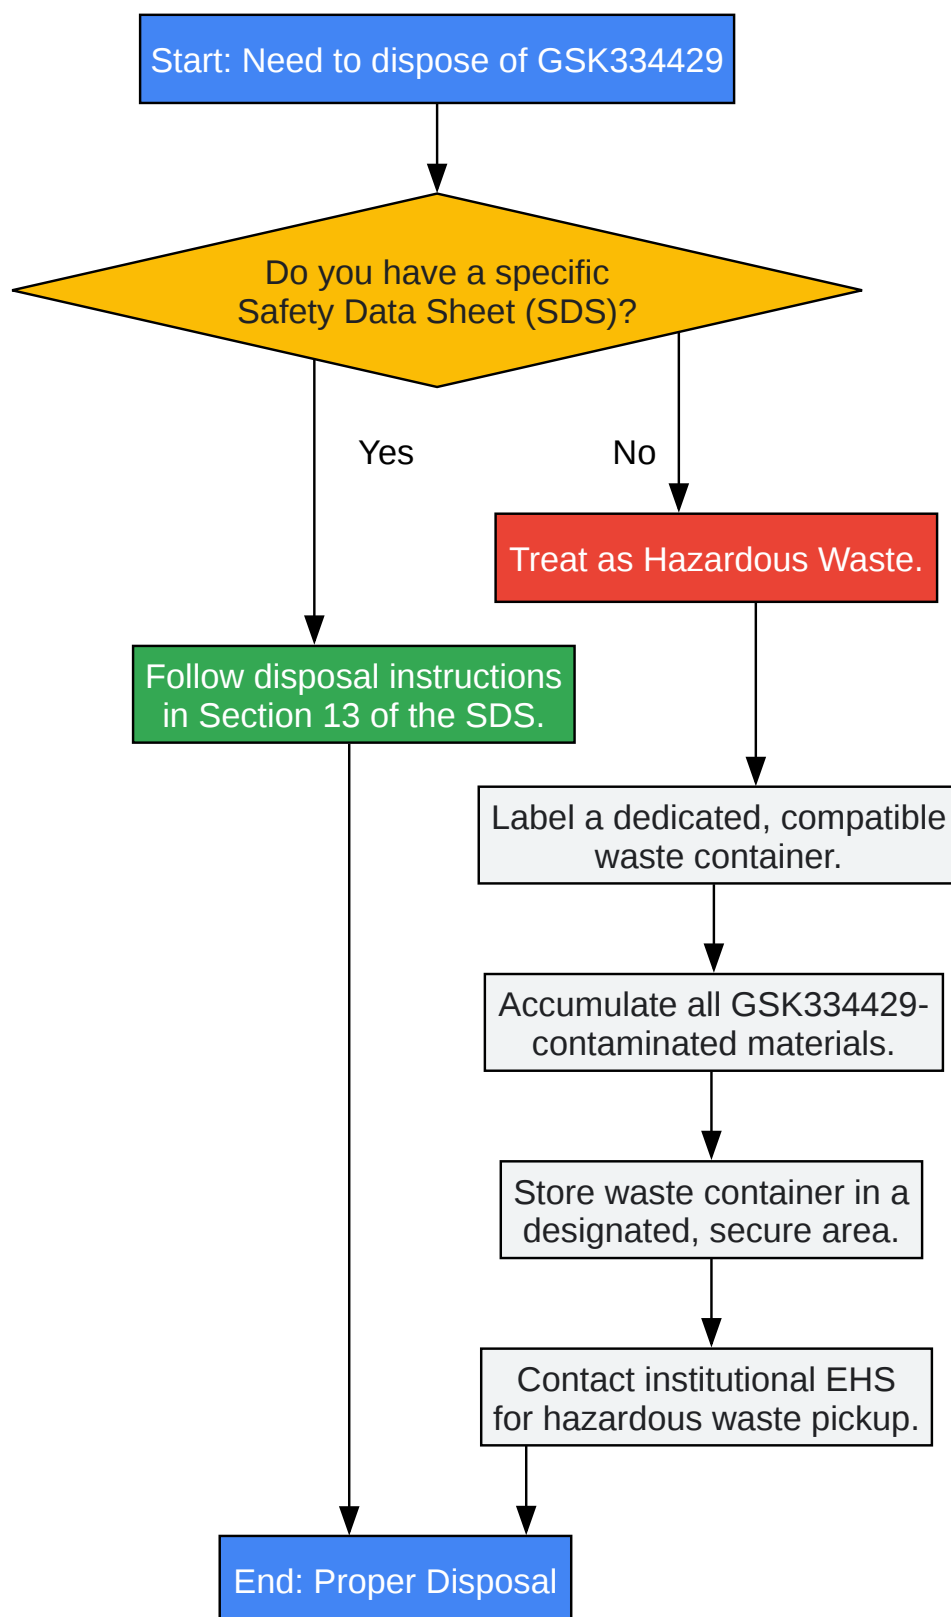 Start: Need to dispose of GSK334429
Do you have a specific
Safety Data Sheet (SDS)?
Yes
No
Treat as Hazardous Waste.
Follow disposal instructions
in Section 13 of the SDS.
Label a dedicated, compatible
waste container.
Accumulate all GSK334429-
contaminated materials.
Store waste container in a
designated, secure area.
Contact institutional EHS
for hazardous waste pickup.
End: Proper Disposal